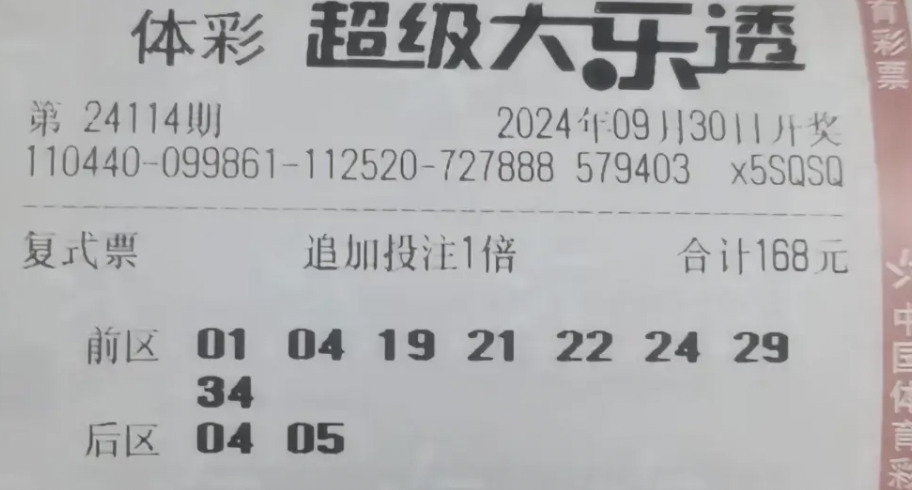 体彩 超级大乐透
第 24114期 2024年09月30日开奖
110440-099861-112520-727888 579403 x5SQSQ
复式票 追加投注1倍 合计168元
前区 01 04 19 21 22 24 29
34
后区 04 05
育彩票
中国体育彩